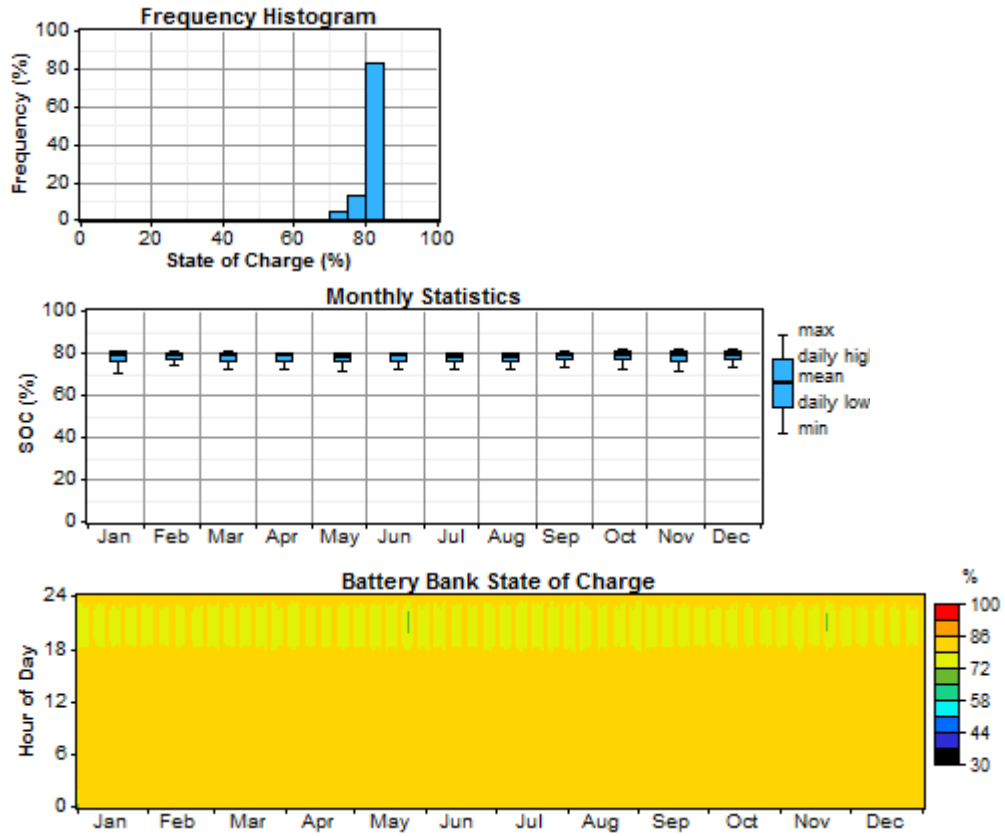 Frequency Histogram
100
80
60
40
20
0
Frequency (%)
0 20 40 60 80 100
State of Charge (%)
Monthly Statistics
100
80
60
40
20
0
SOC (%)
Jan Feb Mar Apr May Jun Jul Aug Sep Oct Nov Dec
max
daily higl
mean
daily low
min
Battery Bank State of Charge
24
18
12
6
0
Hour of Day
Jan Feb Mar Apr May Jun Jul Aug Sep Oct Nov Dec
%
100
86
72
58
44
30